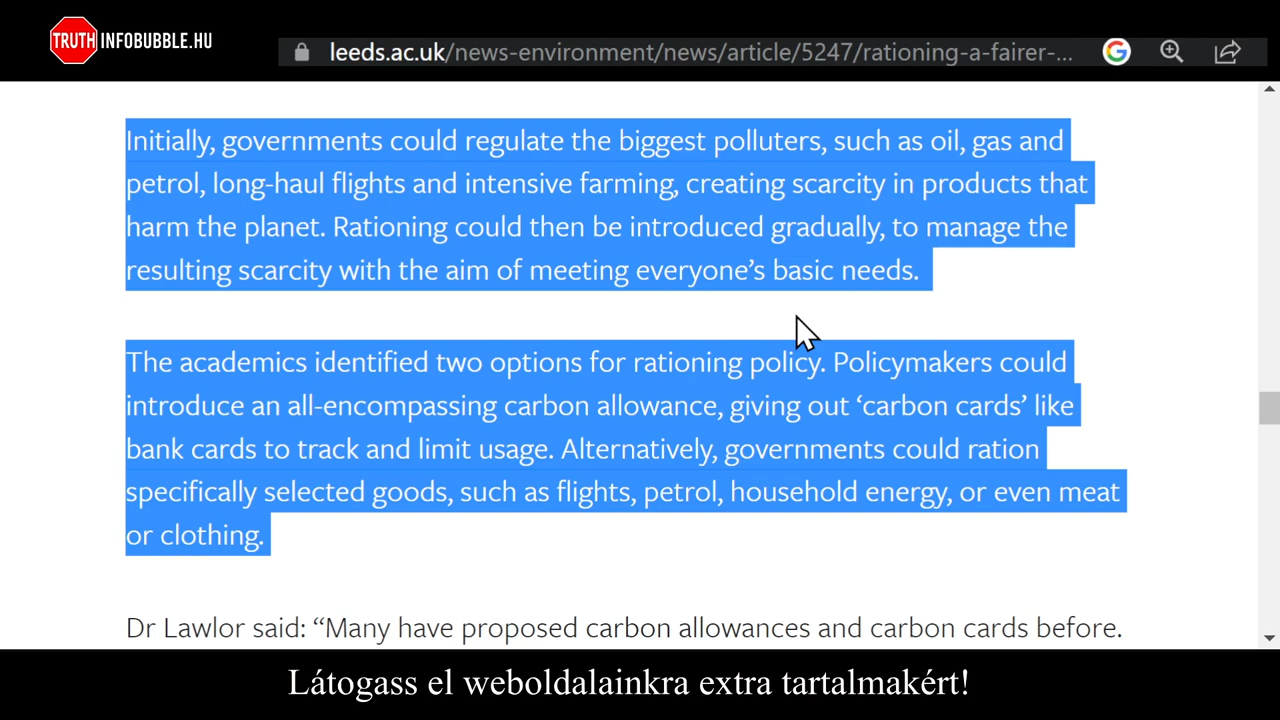 TRUTH INFOBUBBLE.HU
leeds.ac.uk/news-environment/news/article/5247/rationing-a-fairer-...
Initially, governments could regulate the biggest polluters, such as oil, gas and
petrol, long-haul flights and intensive farming, creating scarcity in products that
harm the planet. Rationing could then be introduced gradually, to manage the
resulting scarcity with the aim of meeting everyone’s basic needs.
The academics identified two options for rationing policy. Policymakers could
introduce an all-encompassing carbon allowance, giving out ‘carbon cards’ like
bank cards to track and limit usage. Alternatively, governments could ration
specifically selected goods, such as flights, petrol, household energy, or even meat
or clothing.
Dr Lawlor said: “Many have proposed carbon allowances and carbon cards before.
Látogass el weboldalainkra extra tartalmakért!